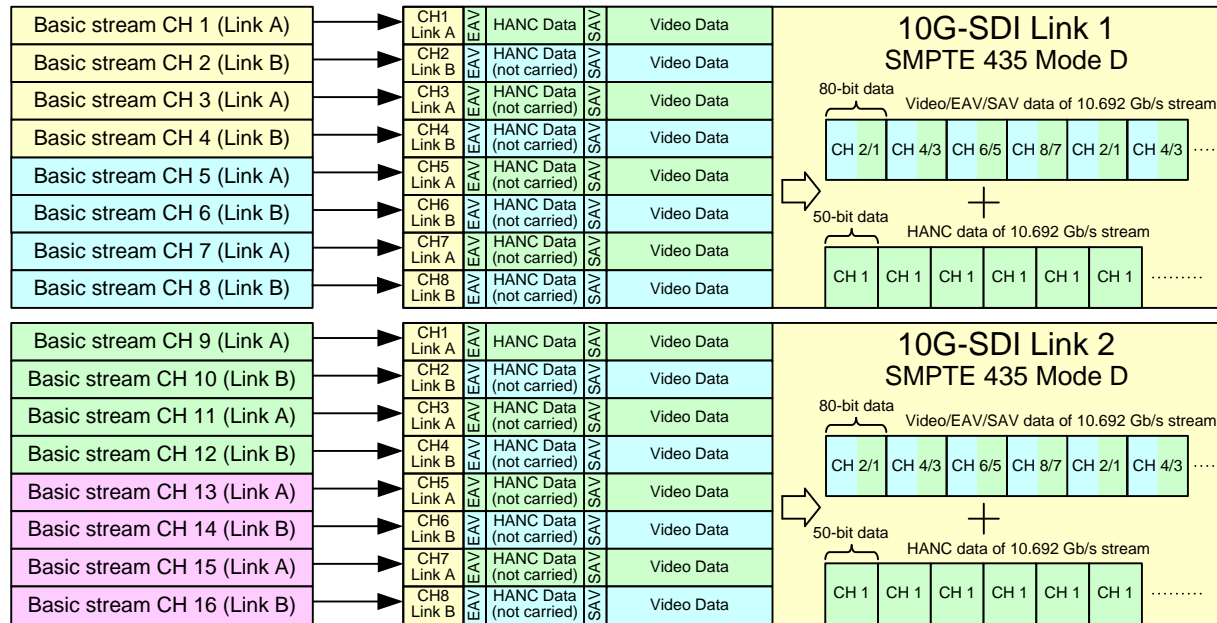 Basic stream CH 1 (Link A)
Basic stream CH 2 (Link B)
Basic stream CH 3 (Link A)
Basic stream CH 4 (Link B)
Basic stream CH 5 (Link A)
Basic stream CH 6 (Link B)
Basic stream CH 7 (Link A)
Basic stream CH 8 (Link B)
CH1
Link A
EAV
HANC Data
SAV
Video Data
CH2
Link B
EAV
HANC Data
(not carried)
SAV
Video Data
CH3
Link A
EAV
HANC Data
(not carried)
SAV
Video Data
CH4
Link B
EAV
HANC Data
(not carried)
SAV
Video Data
CH5
Link A
EAV
HANC Data
(not carried)
SAV
Video Data
CH6
Link B
EAV
HANC Data
(not carried)
SAV
Video Data
CH7
Link A
EAV
HANC Data
(not carried)
SAV
Video Data
CH8
Link B
EAV
HANC Data
(not carried)
SAV
Video Data
10G-SDI Link 1
SMPTE 435 Mode D
80-bit data
Video/EAV/SAV data of 10.692 Gb/s stream
CH 2/1 CH 4/3 CH 6/5 CH 8/7 CH 2/1 CH 4/3 .....
+
50-bit data
HANC data of 10.692 Gb/s stream
CH 1 CH 1 CH 1 CH 1 CH 1 CH 1 .........
Basic stream CH 9 (Link A)
Basic stream CH 10 (Link B)
Basic stream CH 11 (Link A)
Basic stream CH 12 (Link B)
Basic stream CH 13 (Link A)
Basic stream CH 14 (Link B)
Basic stream CH 15 (Link A)
Basic stream CH 16 (Link B)
CH1
Link A
EAV
HANC Data
SAV
Video Data
CH2
Link B
EAV
HANC Data
(not carried)
SAV
Video Data
CH3
Link A
EAV
HANC Data
(not carried)
SAV
Video Data
CH4
Link B
EAV
HANC Data
(not carried)
SAV
Video Data
CH5
Link A
EAV
HANC Data
(not carried)
SAV
Video Data
CH6
Link B
EAV
HANC Data
(not carried)
SAV
Video Data
CH7
Link A
EAV
HANC Data
(not carried)
SAV
Video Data
CH8
Link B
EAV
HANC Data
(not carried)
SAV
Video Data
10G-SDI Link 2
SMPTE 435 Mode D
80-bit data
Video/EAV/SAV data of 10.692 Gb/s stream
CH 2/1 CH 4/3 CH 6/5 CH 8/7 CH 2/1 CH 4/3 .....
+
50-bit data
HANC data of 10.692 Gb/s stream
CH 1 CH 1 CH 1 CH 1 CH 1 CH 1 .........